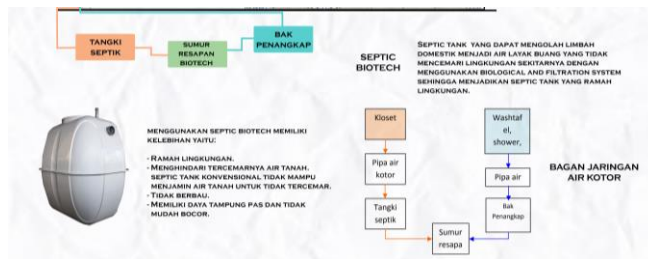 TANGKI
SEPTIK
SUMUR
RESAPAN
BIOTECH
BAK
PENANGKAP
SEPTIC
BIOTECH
SEPTIC TANK YANG DAPAT MENGOLAH LIMBAH
DOMESTIK MENJADI AIR LAYAK BUANG YANG TIDAK
MENCEMARI LINGKUNGAN SEKITARNYA DENGAN
MENGGUNAKAN BIOLOGICAL AND FILTRATION SYSTEM
SEHINGGA MENJADIKAN SEPTIC TANK YANG RAMAH
LINGKUNGAN.
MENGGUNAKAN SEPTIC BIOTECH MEMILIKI
KELEBIHAN YAITU:
- RAMAH LINGKUNGAN.
- MENGHINDARI TERCEMARNYA AIR TANAH.
SEPTIC TANK KONVENSIONAL TIDAK MAMPU
MENJAMIN AIR TANAH UNTUK TIDAK TERCEMAR.
- TIDAK BERBAU.
- MEMILIKI DAYA TAMPUNG PAS DAN TIDAK
MUDAH BOCOR.
Kloset
Washtaf
el,
shower,
Pipa air
kotor
Pipa air
Tangki
septik
Bak
Penangkap
Sumur
resapa
BAGAN JARINGAN
AIR KOTOR